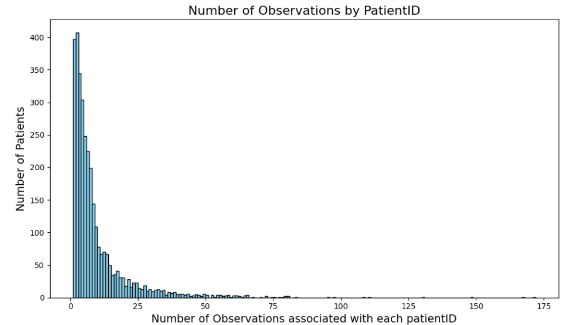 Number of Observations by PatientID
400
350
300
250
200
150
100
50
0
Number of Patients
0 25 50 75 100 125 150 175
Number of Observations associated with each patientID